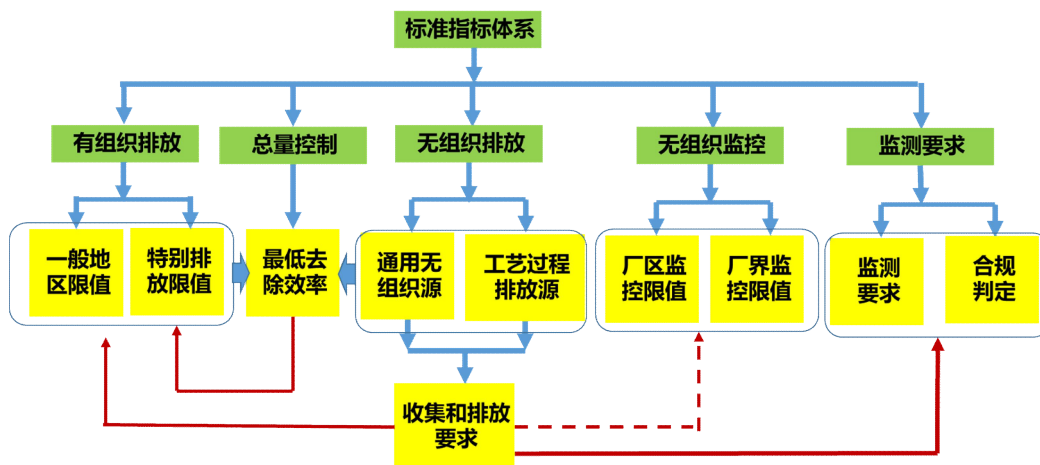 标准指标体系
有组织排放
总量控制
无组织排放
无组织监控
监测要求
一般地
区限值
特别排
放限值
最低去
除效率
通用无
组织源
工艺过程
排放源
厂区监
控限值
厂界监
控限值
监测
要求
合规
判定
收集和排放
要求